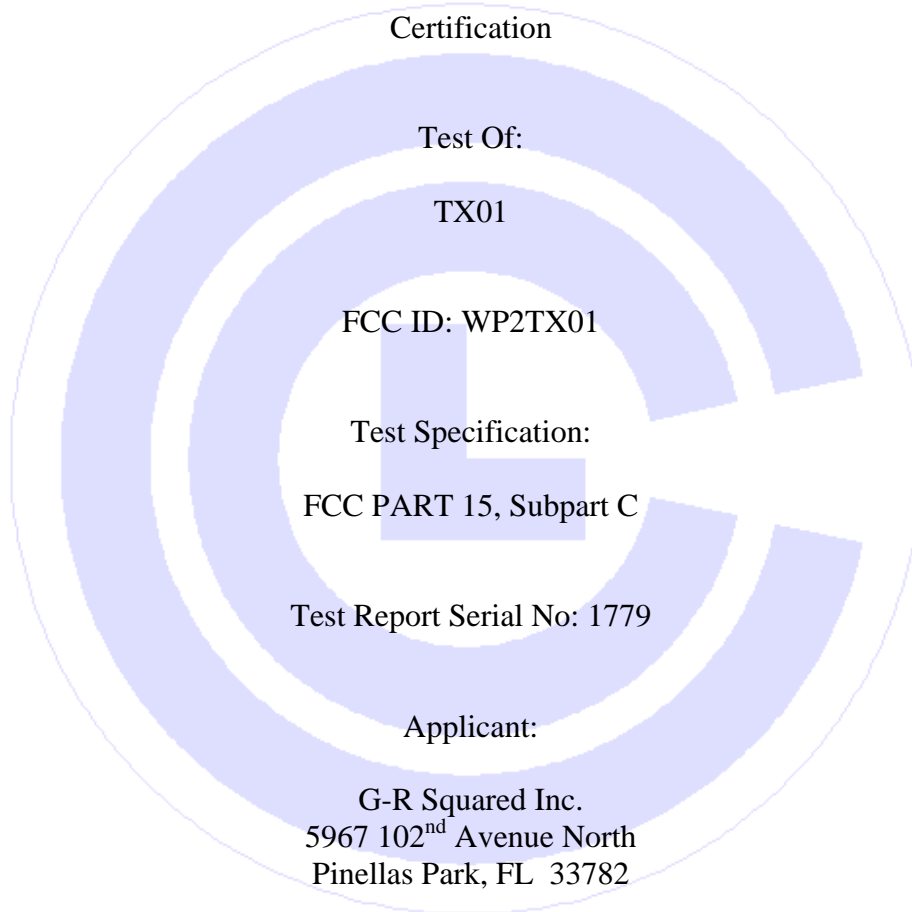 Certification
Test Of:
TX01
FCC ID: WP2TX01
Test Specification:
FCC PART 15, Subpart C
Test Report Serial No: 1779
Applicant:
G-R Squared Inc.
5967 102nd Avenue North
Pinellas Park, FL  33782